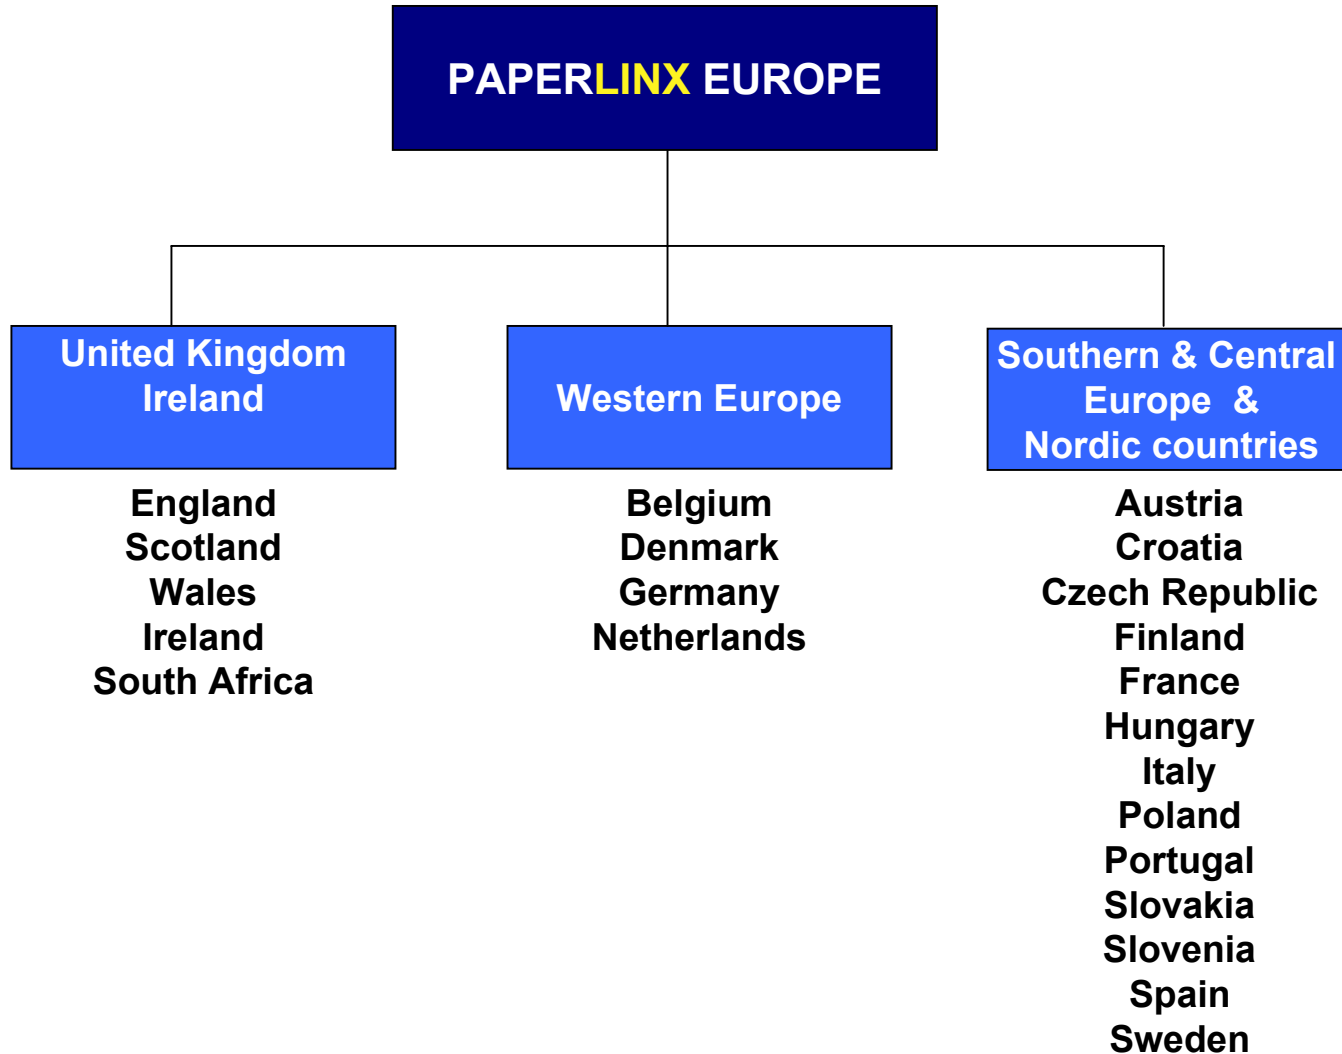 PAPERLINX EUROPE
United Kingdom
Ireland
England
Scotland
Wales
Ireland
South Africa
Western Europe
Belgium
Denmark
Germany
Netherlands
Southern & Central
Europe &
Nordic countries
Austria
Croatia
Czech Republic
Finland
France
Hungary
Italy
Poland
Portugal
Slovakia
Slovenia
Spain
Sweden